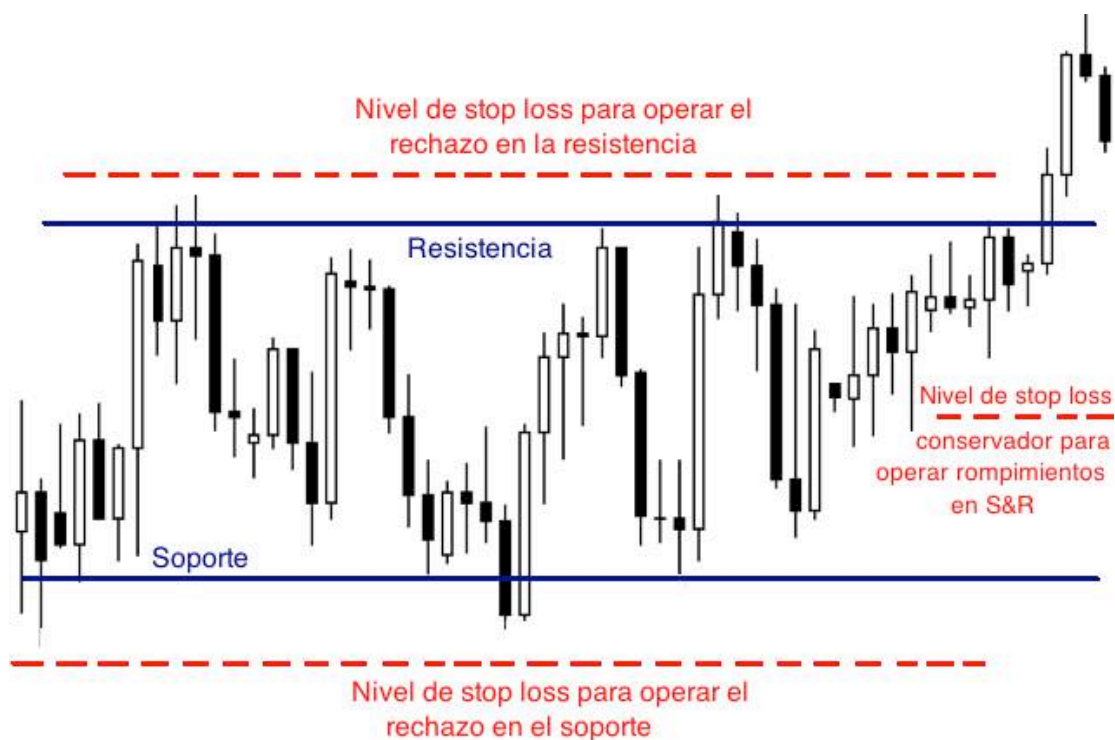 Nivel de stop loss para operar el
rechazo en la resistencia
Resistencia
Nivel de stop loss
conservador para
operar rompimientos
en S&R
Soporte
Nivel de stop loss para operar el
rechazo en el soporte